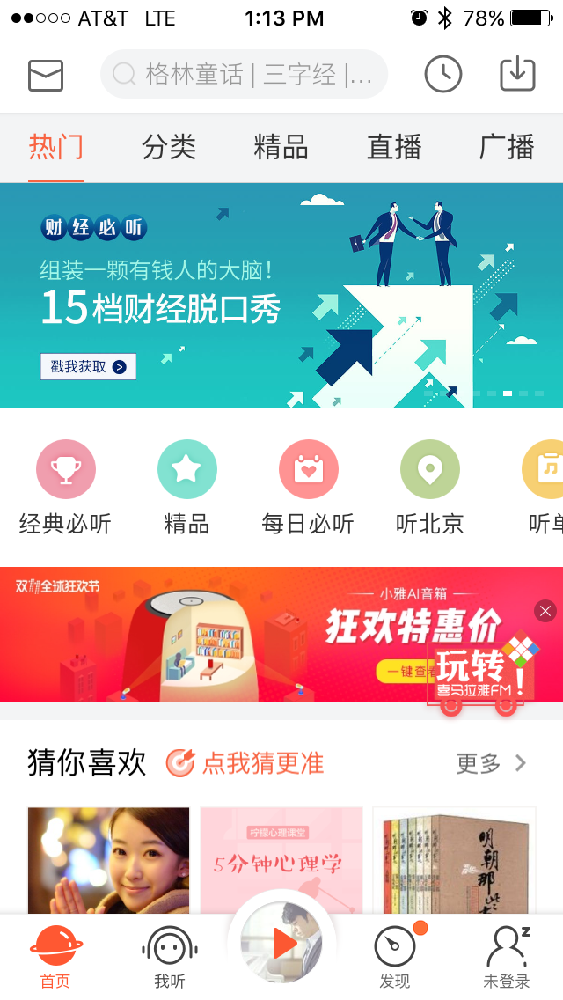 AT&T LTE 1:13 PM 78%
格林童话 | 三字经 |...
热门 分类 精品 直播 广播
财经必听
组装一颗有钱人的大脑!
15档财经脱口秀
戳我获取 >
经典必听 精品 每日必听 听北京 听单
双11全球狂欢节
小雅AI音箱
狂欢特惠价
一键查看
玩转!
喜马拉雅FM
猜你喜欢 点我猜更准 更多 >
柠檬心理课堂
5分钟心理学
明朝那些
首页 我听 发现 未登录